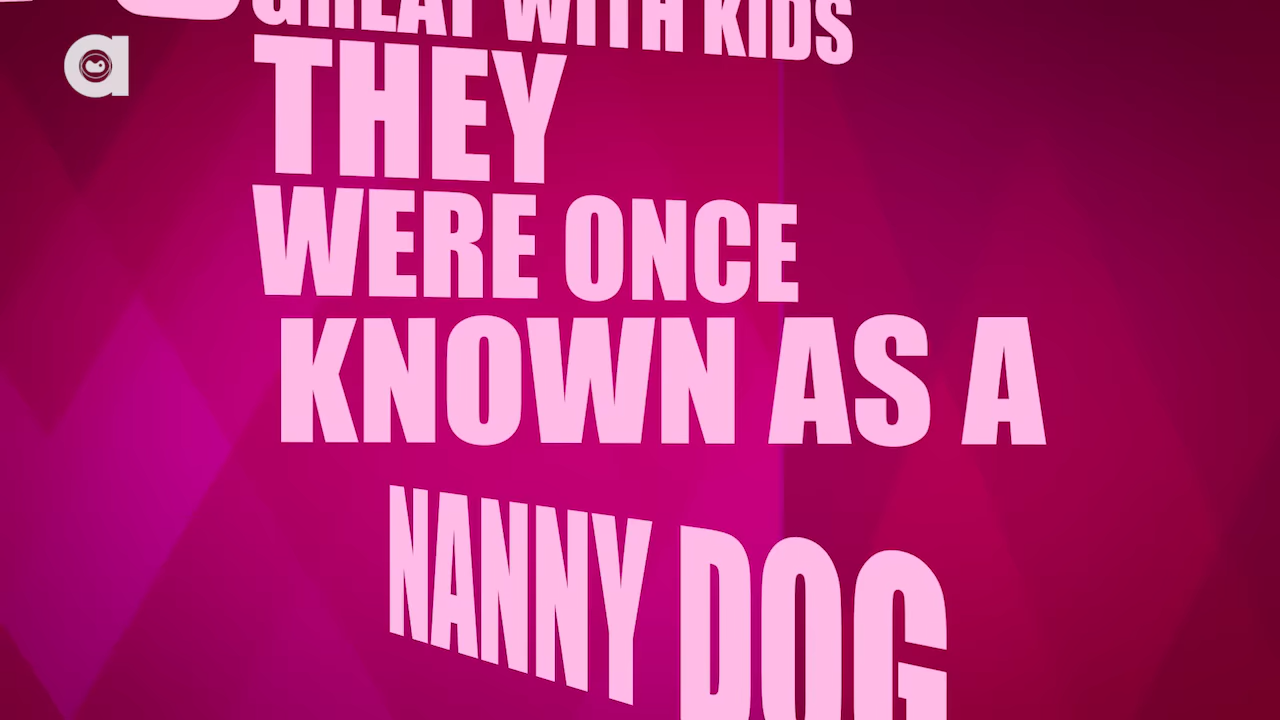 GREAT WITH KIDS
THEY
WERE ONCE
KNOWN AS A
NANNY DOG